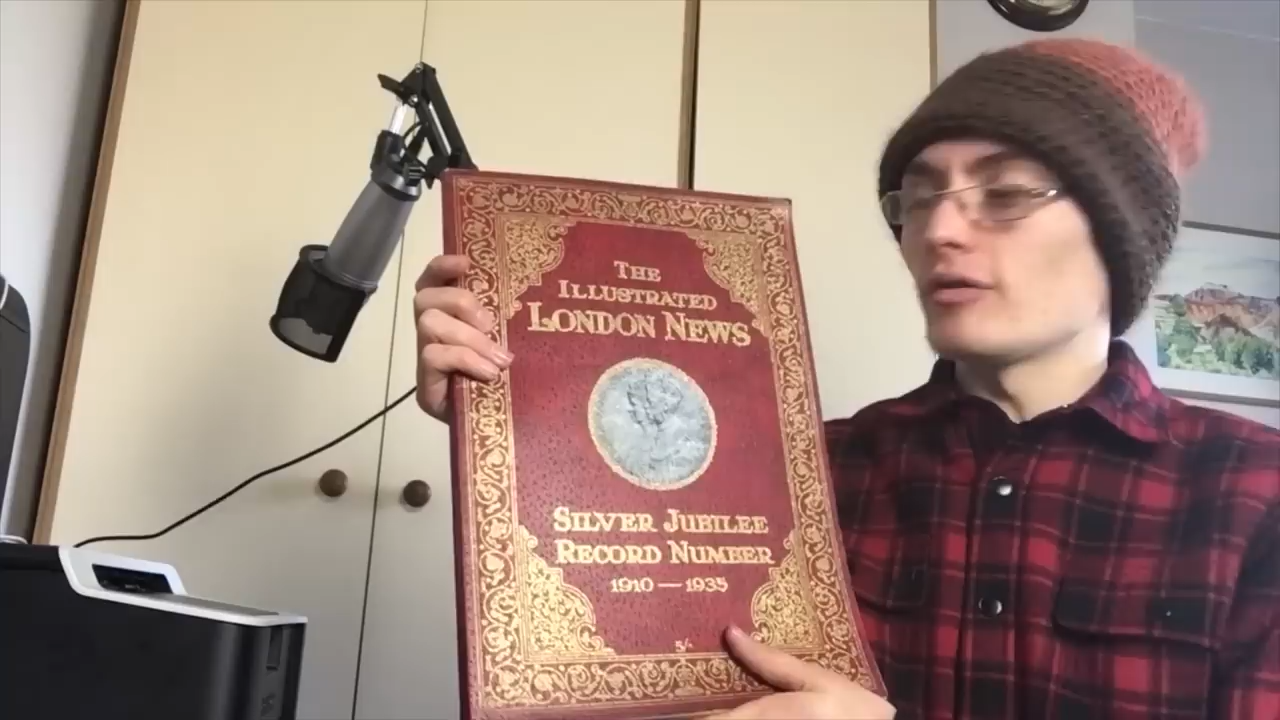 THE
ILLUSTRATED
LONDON NEWS
SILVER JUBILEE
RECORD NUMBER
1910 — 1935
5/-